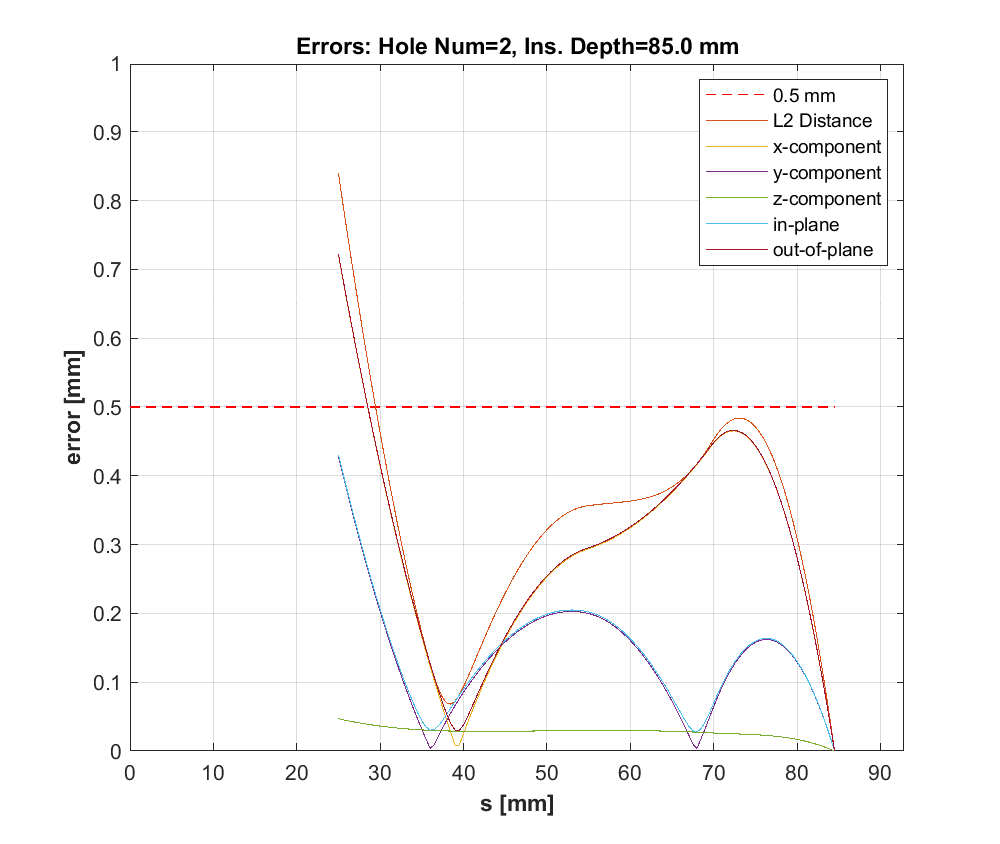 Errors: Hole Num=2, Ins. Depth=85.0 mm
1
0.9
0.8
0.7
0.6
0.5
0.4
0.3
0.2
0.1
0
error [mm]
0.5 mm
L2 Distance
x-component
y-component
z-component
in-plane
out-of-plane
0 10 20 30 40 50 60 70 80 90
s [mm]